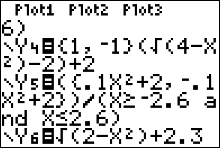 Plot1 Plot2 Plot3
6)
\Y₄■{1, -1}(√(4-X
²)-2)+2
\Y₅■({.1X²+2, -.1
X²+2})/(X≥-2.6 a
nd X≤2.6)
\Y₆■√(2-X²)+2.3